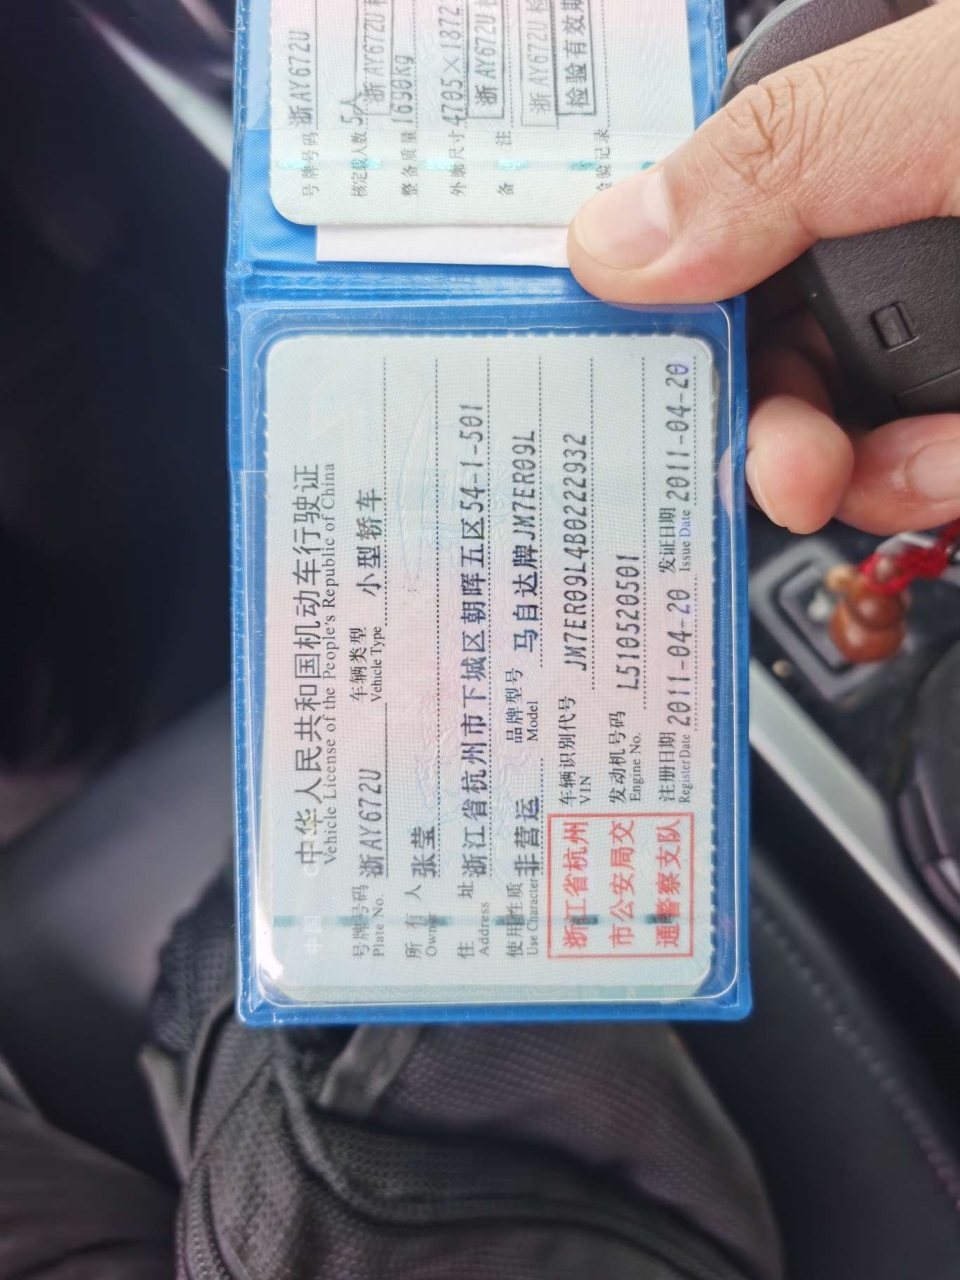 中华人民共和国机动车行驶证
Vehicle License of the People's Republic of China
号牌号码 浙AY672U 车辆类型 小型轿车
Plate No. Vehicle Type
所有人 张莹
Owner
住址 浙江省杭州市下城区朝晖五区54-1-501
Address
使用性质 非营运 品牌型号 马自达牌JM7ER09L
Use Character Model
浙江省杭州
市公安局交
通警察支队
车辆识别代号 JM7ER09L4B0222932
VIN
发动机号码 L510520501
Engine No.
注册日期 2011-04-20 发证日期 2011-04-20
Register Date Issue Date
号牌号码 浙AY672U
核定载人数 5人
整备质量 1690kg
外廓尺寸 4705×1872
备注
浙AY672U
浙AY672U
浙AY672U检
检验有效期
检验记录